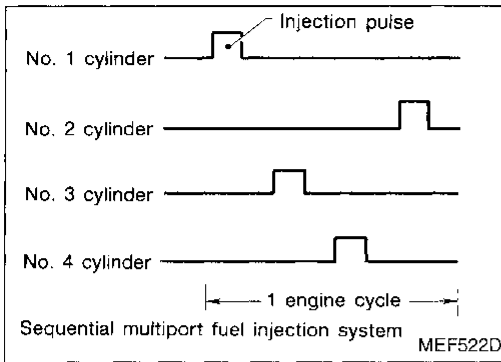 Injection pulse
No. 1 cylinder
No. 2 cylinder
No. 3 cylinder
No. 4 cylinder
1 engine cycle
Sequential multiport fuel injection system
MEF522D